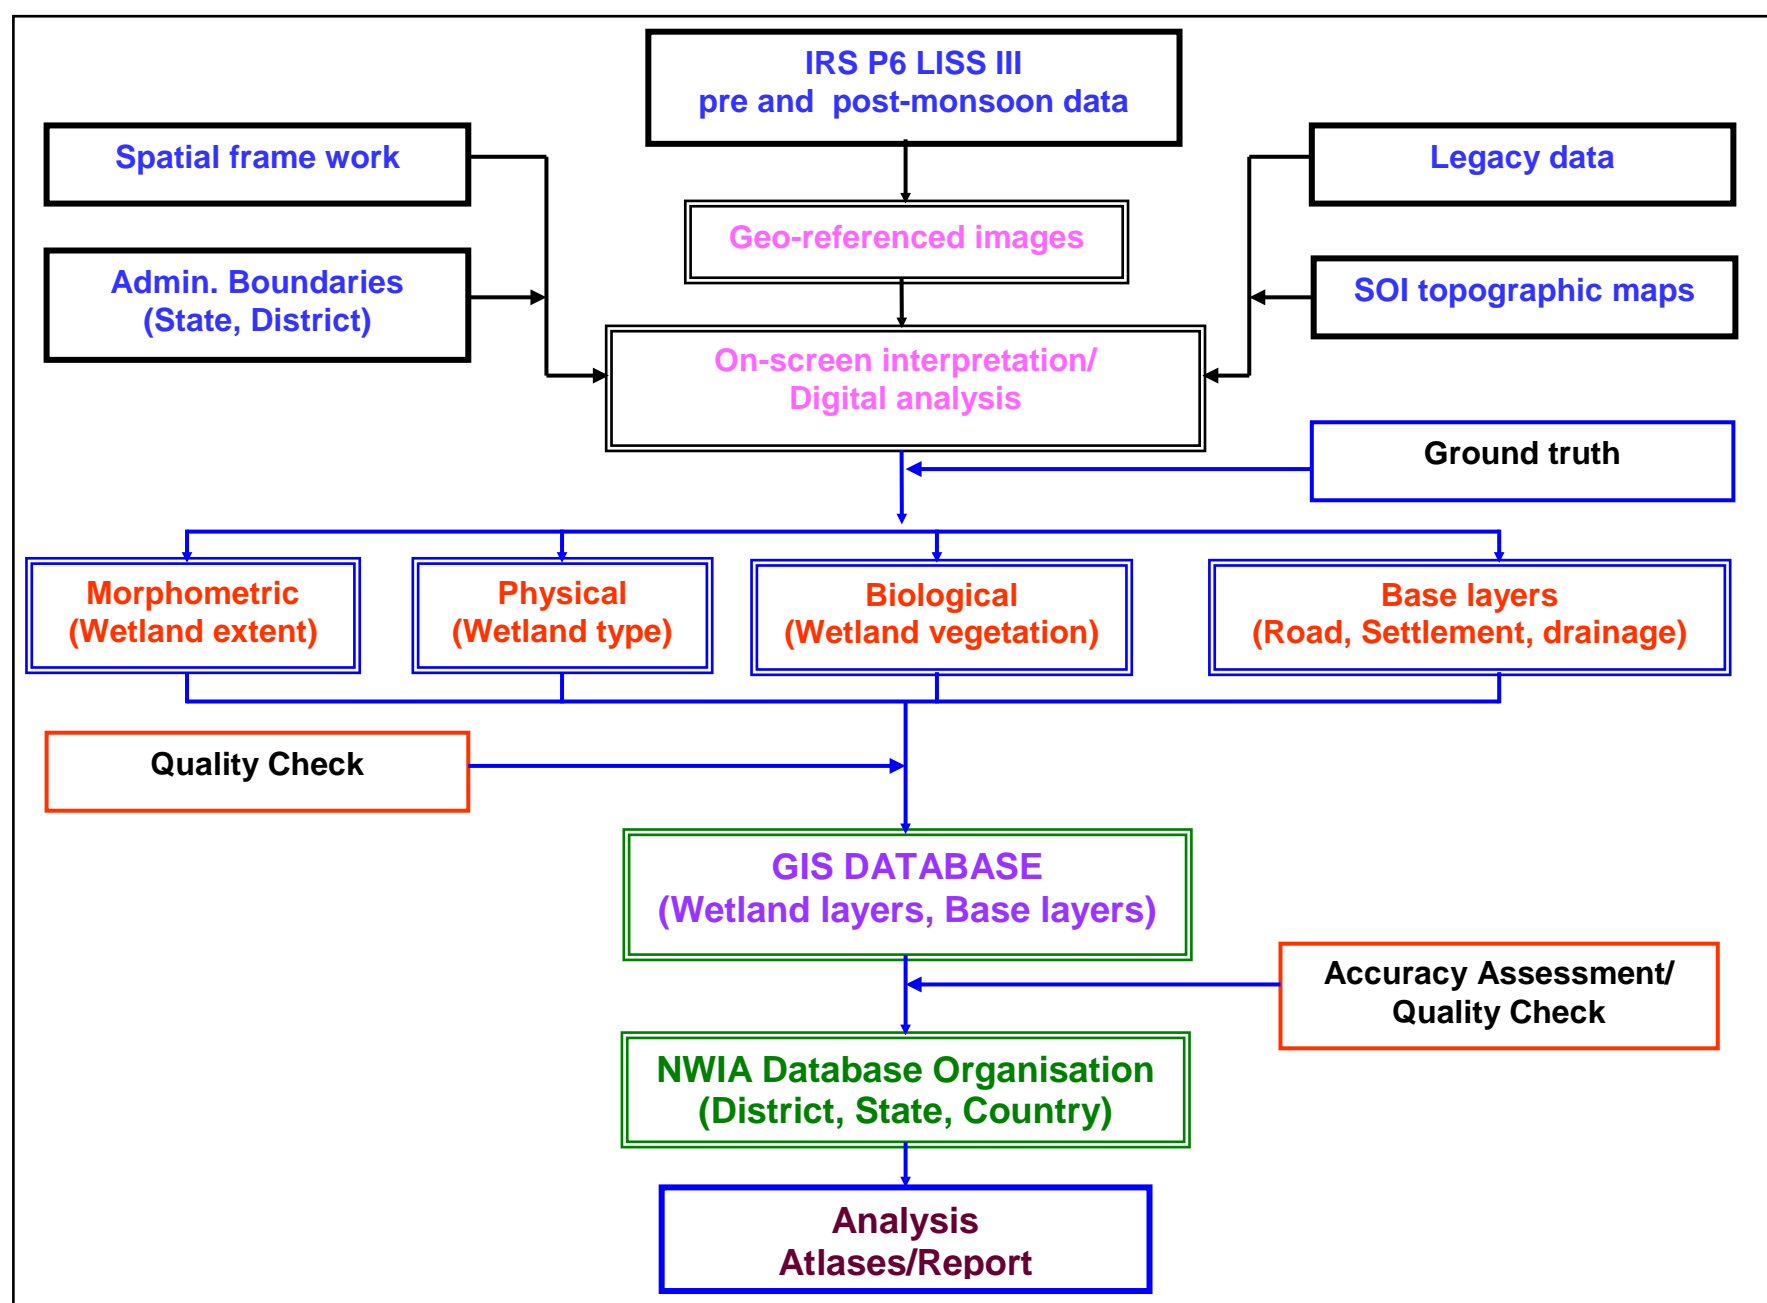 IRS P6 LISS III
pre and post-monsoon data
Spatial frame work
Legacy data
Geo-referenced images
Admin. Boundaries
(State, District)
SOI topographic maps
On-screen interpretation/
Digital analysis
Ground truth
Morphometric
(Wetland extent)
Physical
(Wetland type)
Biological
(Wetland vegetation)
Base layers
(Road, Settlement, drainage)
Quality Check
GIS DATABASE
(Wetland layers, Base layers)
Accuracy Assessment/
Quality Check
NWIA Database Organisation
(District, State, Country)
Analysis
Atlases/Report